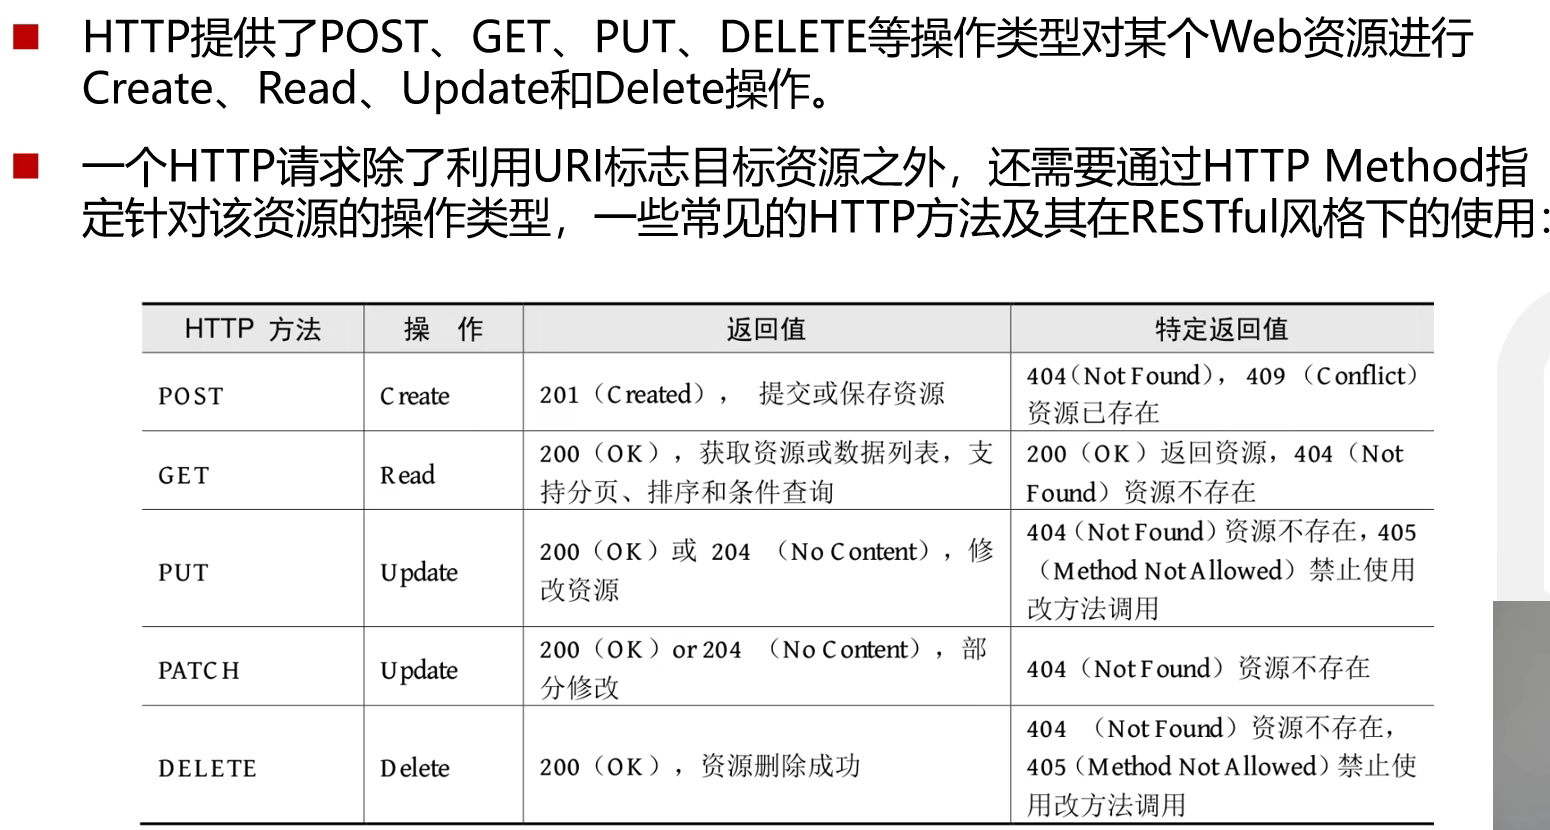 HTTP提供了POST、GET、PUT、DELETE等操作类型对某个Web资源进行
Create、Read、Update和Delete操作。
一个HTTP请求除了利用URI标志目标资源之外，还需要通过HTTP Method指
定针对该资源的操作类型，一些常见的HTTP方法及其在RESTful风格下的使用：
HTTP 方法 操 作 返回值 特定返回值
POST Create 201（Created）， 提交或保存资源
404（Not Found）， 409 （Conflict）
资源已存在
GET Read
200（OK），获取资源或数据列表，支
持分页、排序和条件查询
200（OK）返回资源，404（Not
Found）资源不存在
PUT Update
200（OK）或 204 （No Content），修
改资源
404（Not Found）资源不存在，405
（Method Not Allowed）禁止使用
改方法调用
PATCH Update
200（OK）or 204 （No Content），部
分修改
404（Not Found）资源不存在
DELETE Delete 200（OK），资源删除成功
404 （Not Found）资源不存在，
405（Method Not Allowed）禁止使
用改方法调用